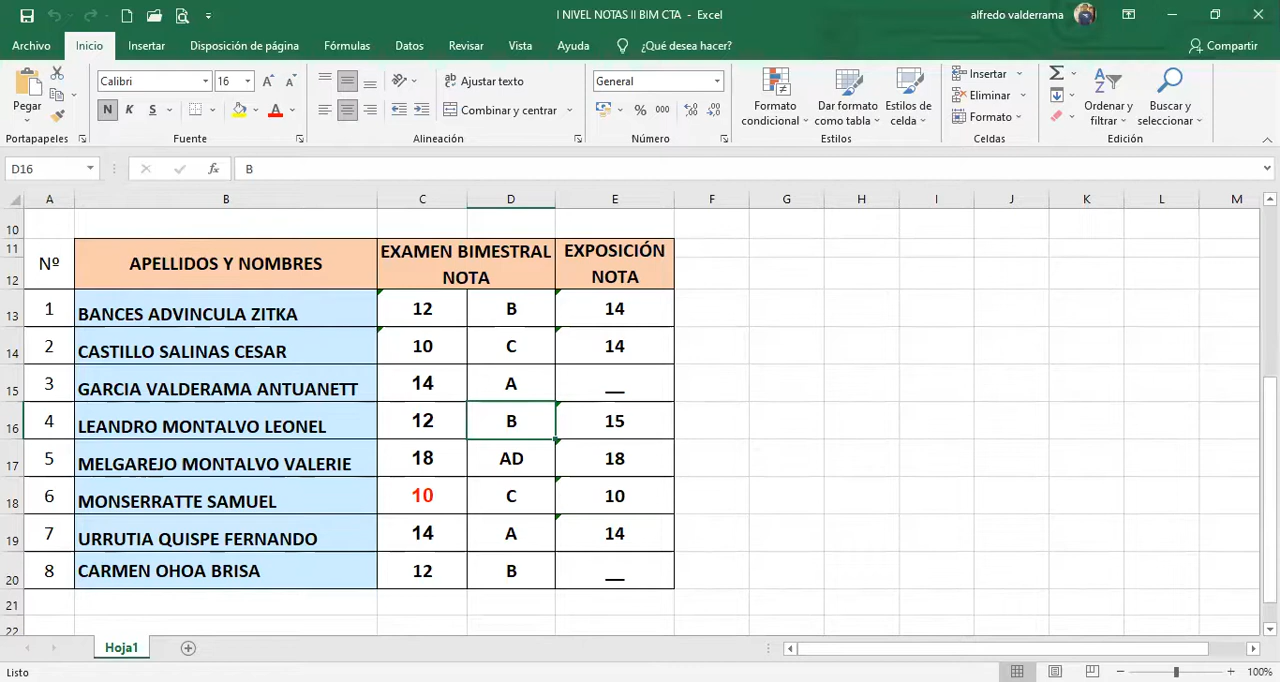 I NIVEL NOTAS II BIM CTA - Excel
alfredo valderrama
Archivo Inicio Insertar Disposición de página Fórmulas Datos Revisar Vista Ayuda ¿Qué desea hacer? Compartir
Pegar
Calibri 16
N K S
Ajustar texto
Combinar y centrar
General
% 000
Formato condicional
Dar formato como tabla
Estilos de celda
Insertar
Eliminar
Formato
Ordenar y filtrar
Buscar y seleccionar
Portapapeles Fuente Alineación Número Estilos Celdas Edición
D16 fx B
A B C D E F G H I J K L M
10
11 Nº APELLIDOS Y NOMBRES EXAMEN BIMESTRAL EXPOSICIÓN
12 NOTA NOTA
13 1 BANCES ADVINCULA ZITKA 12 B 14
14 2 CASTILLO SALINAS CESAR 10 C 14
15 3 GARCIA VALDERAMA ANTUANETT 14 A __
16 4 LEANDRO MONTALVO LEONEL 12 B 15
17 5 MELGAREJO MONTALVO VALERIE 18 AD 18
18 6 MONSERRATTE SAMUEL 10 C 10
19 7 URRUTIA QUISPE FERNANDO 14 A 14
20 8 CARMEN OHOA BRISA 12 B __
21
22
Hoja1
Listo 100%